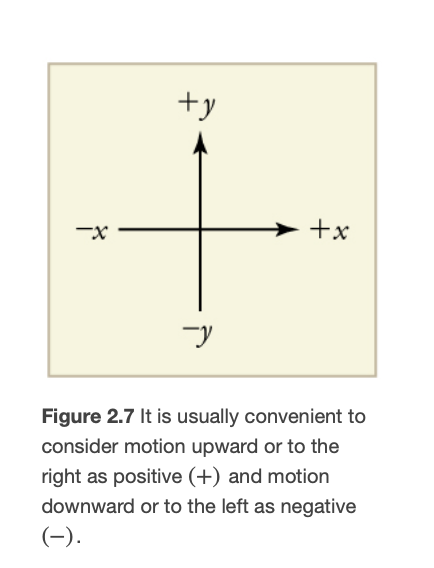 +y
−x
+x
−y
Figure 2.7 It is usually convenient to
consider motion upward or to the
right as positive (+) and motion
downward or to the left as negative
(−).